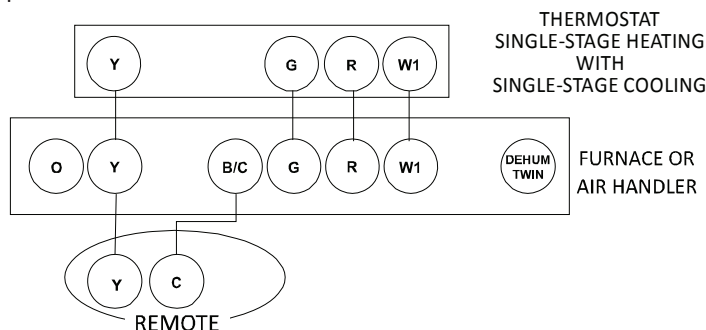 THERMOSTAT
SINGLE-STAGE HEATING
WITH
SINGLE-STAGE COOLING
Y G R W1
O Y B/C G R W1 DEHUM
TWIN
FURNACE OR
AIR HANDLER
Y C
REMOTE